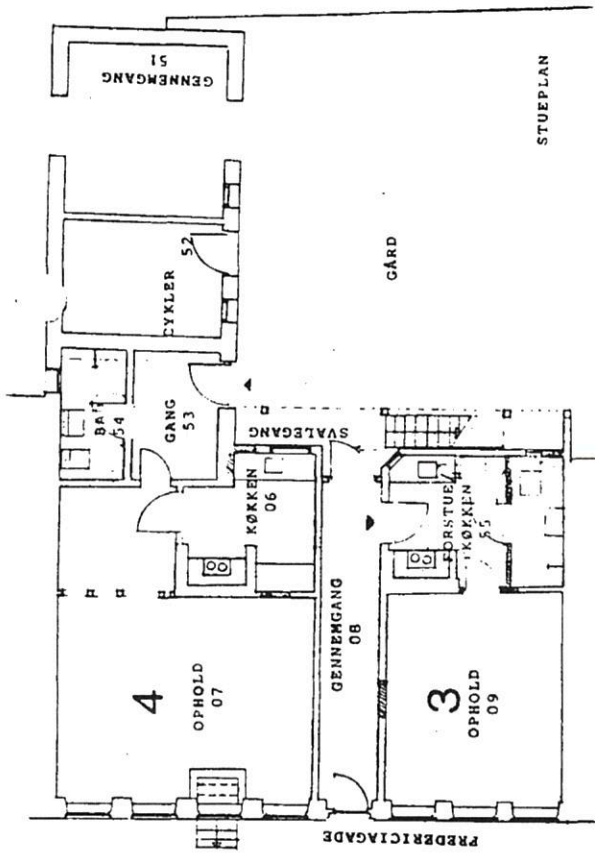 GENNEMGANG
51
STUEPLAN
CYKLER
52
GÅRD
BAD
54
GANG
53
SVALEGANG
KØKKEN
06
FORSTUE
KØKKEN
55
4
OPHOLD
07
GENNEMGANG
08
3
OPHOLD
09
FREDERICIAGADE